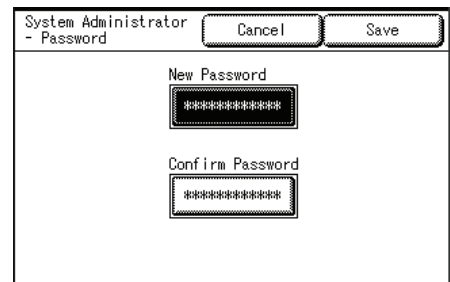 System Administrator
- Password
Cancel
Save
New Password
************
Confirm Password
************